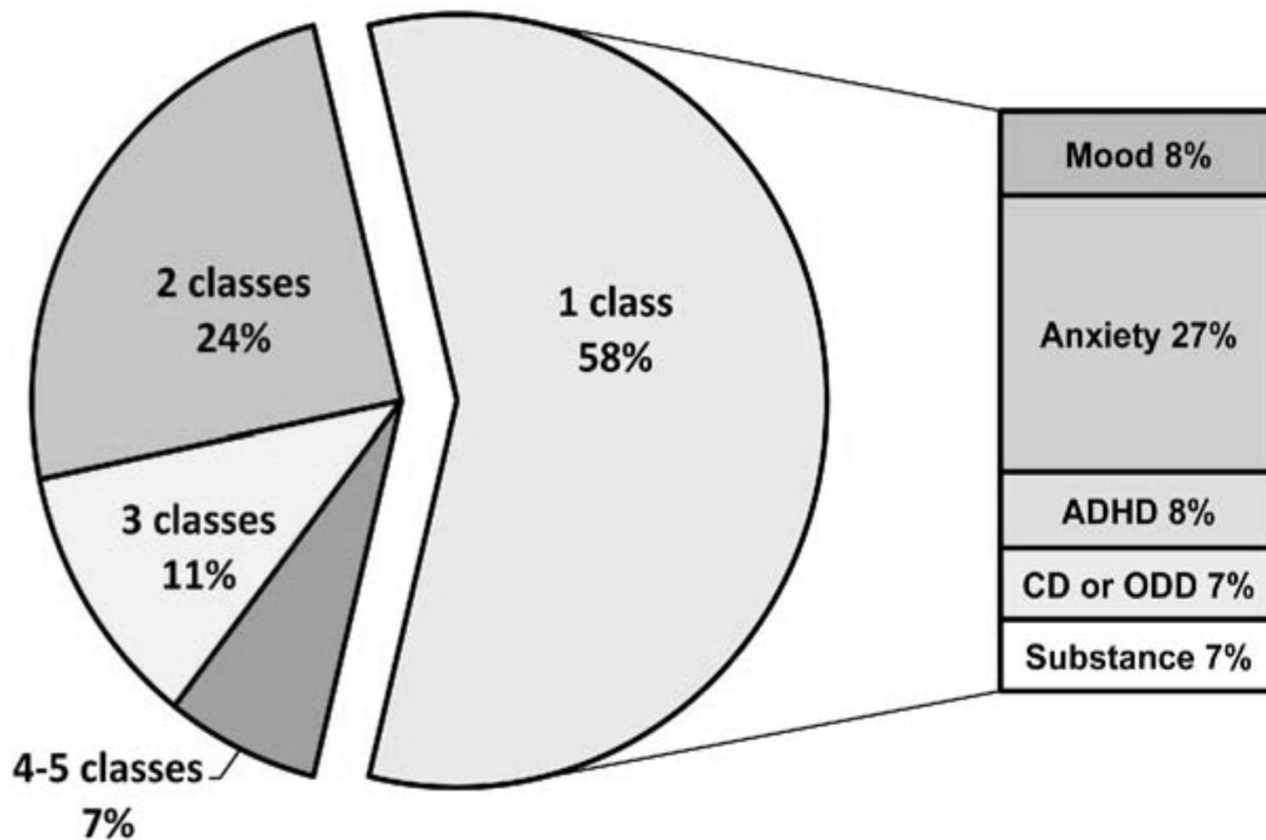 2 classes
24%
1 class
58%
3 classes
11%
4-5 classes
7%
Mood 8%
Anxiety 27%
ADHD 8%
CD or ODD 7%
Substance 7%